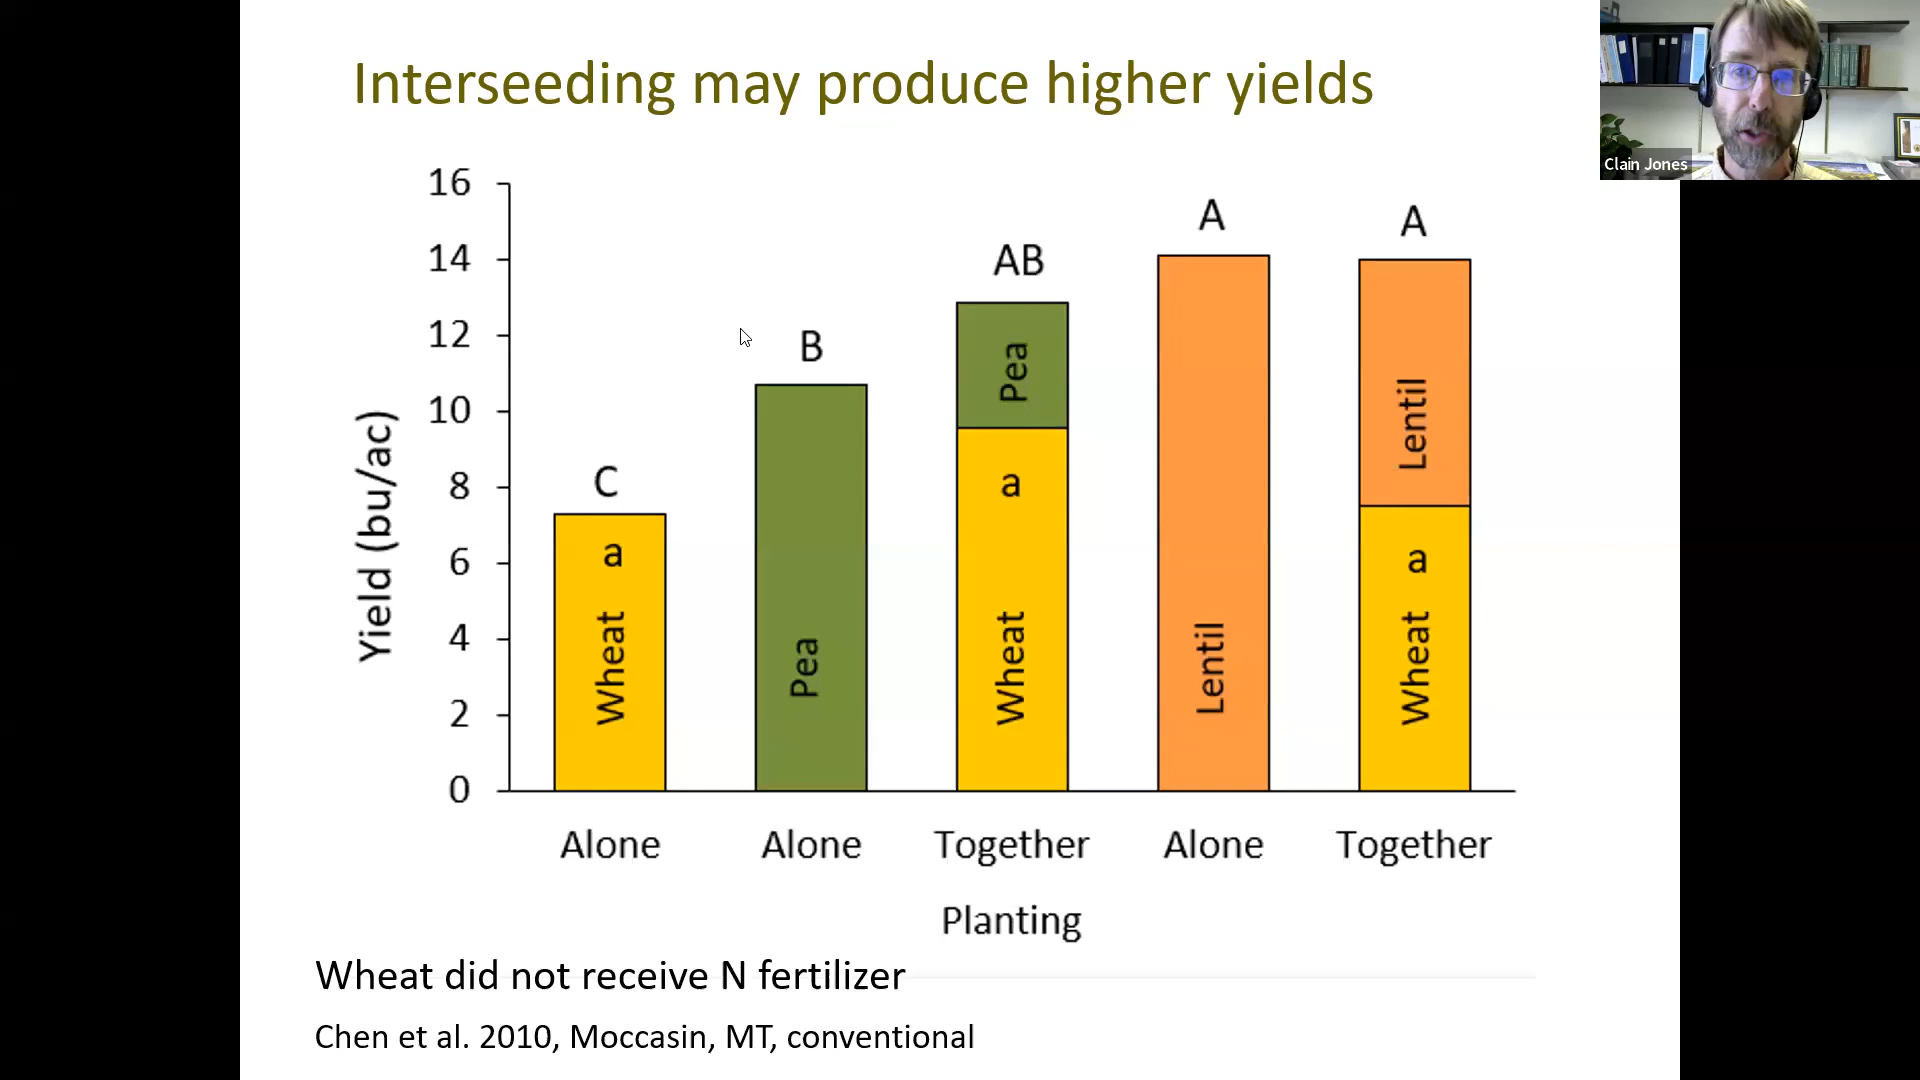 Interseeding may produce higher yields
Clain Jones
16
14
12
10
8
6
4
2
0
Yield (bu/ac)
C
a
Wheat
B
Pea
AB
Pea
a
Wheat
A
Lentil
A
Lentil
a
Wheat
Alone
Alone
Together
Alone
Together
Planting
Wheat did not receive N fertilizer
Chen et al. 2010, Moccasin, MT, conventional